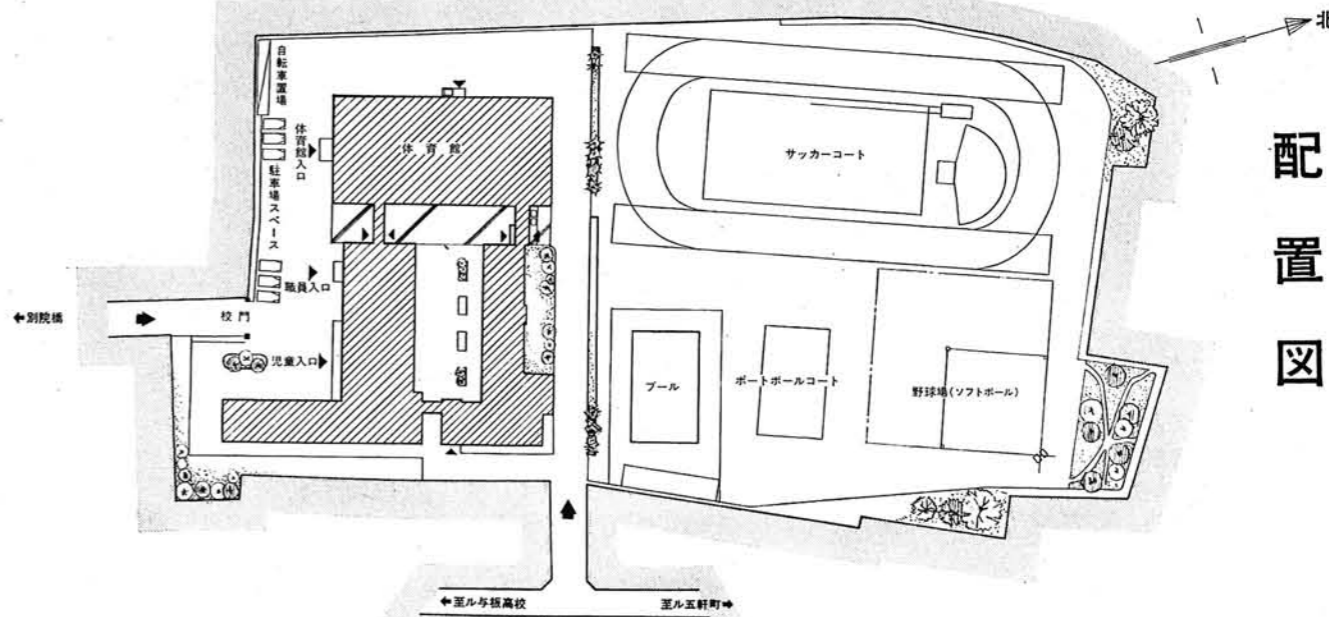 配置図
北
自転車置場
体育館入口
体育館
駐車場スペース
職員入口
←別院橋
校門
児童入口
サッカーコート
プール
ポートボールコート
野球場(ソフトボール)
←至ル与板高校
至ル五軒町→